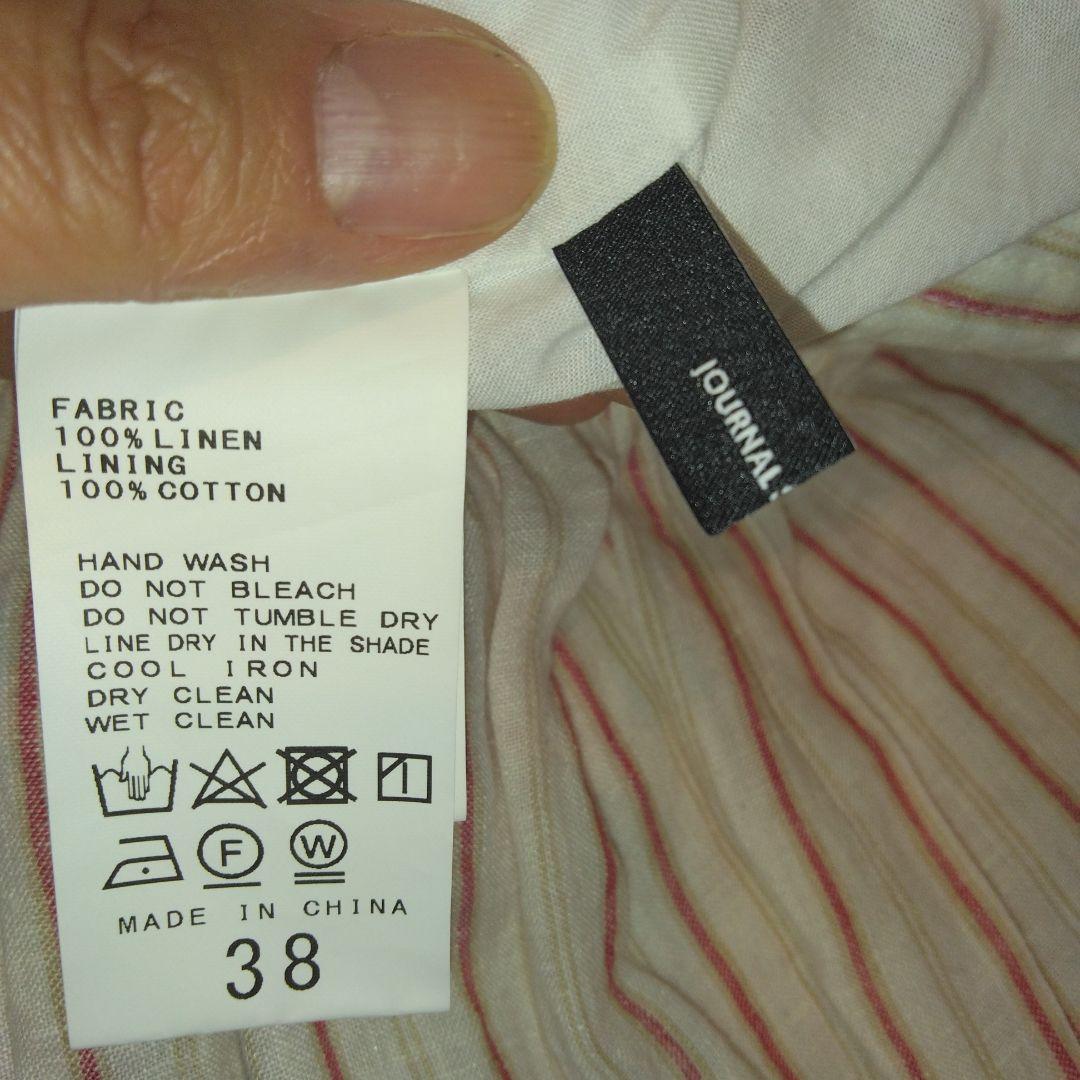 FABRIC
100% LINEN
LINING
100% COTTON
HAND WASH
DO NOT BLEACH
DO NOT TUMBLE DRY
LINE DRY IN THE SHADE
COOL IRON
DRY CLEAN
WET CLEAN
F
W
MADE IN CHINA
38
JOURNAL